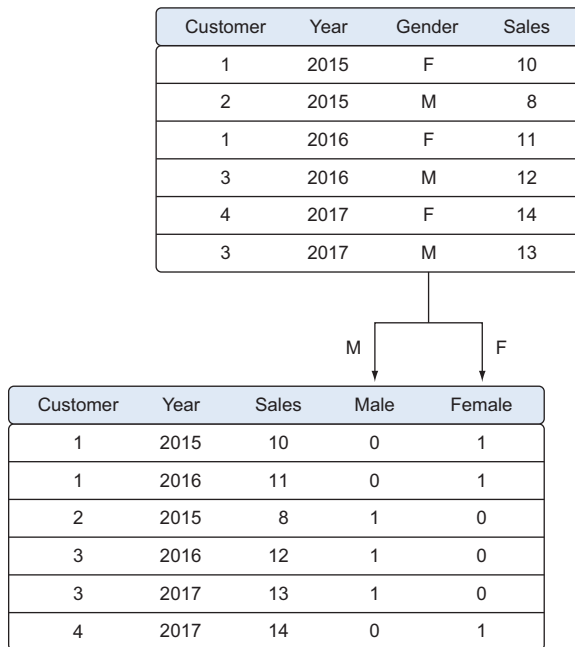 Customer Year Gender Sales
1 2015 F 10
2 2015 M 8
1 2016 F 11
3 2016 M 12
4 2017 F 14
3 2017 M 13
M F
Customer Year Sales Male Female
1 2015 10 0 1
1 2016 11 0 1
2 2015 8 1 0
3 2016 12 1 0
3 2017 13 1 0
4 2017 14 0 1